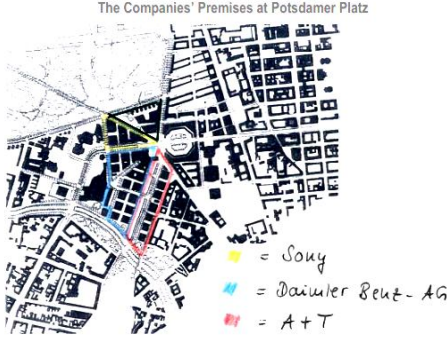 The Companies' Premises at Potsdamer Platz
= Sony
= Daimler Benz-AG
= A+T